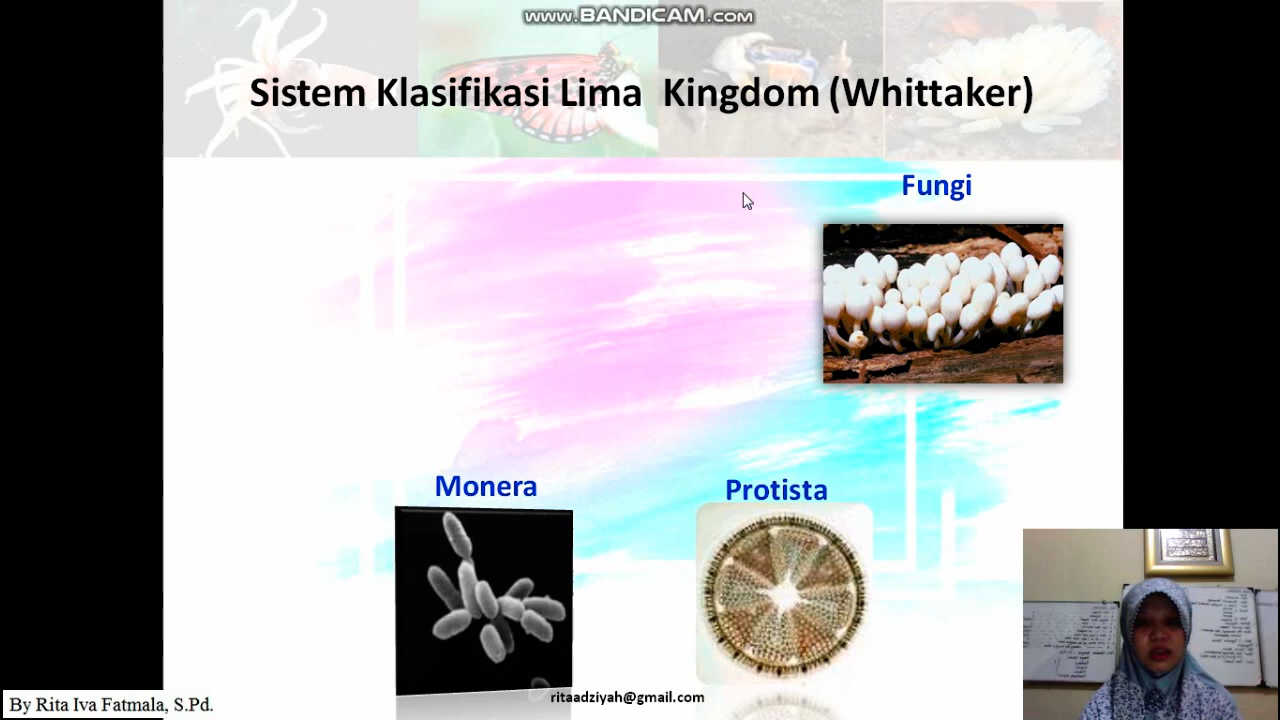 www.BANDICAM.com
Sistem Klasifikasi Lima Kingdom (Whittaker)
Fungi
Monera
Protista
ritaadziyah@gmail.com
By Rita Iva Fatmala, S.Pd.